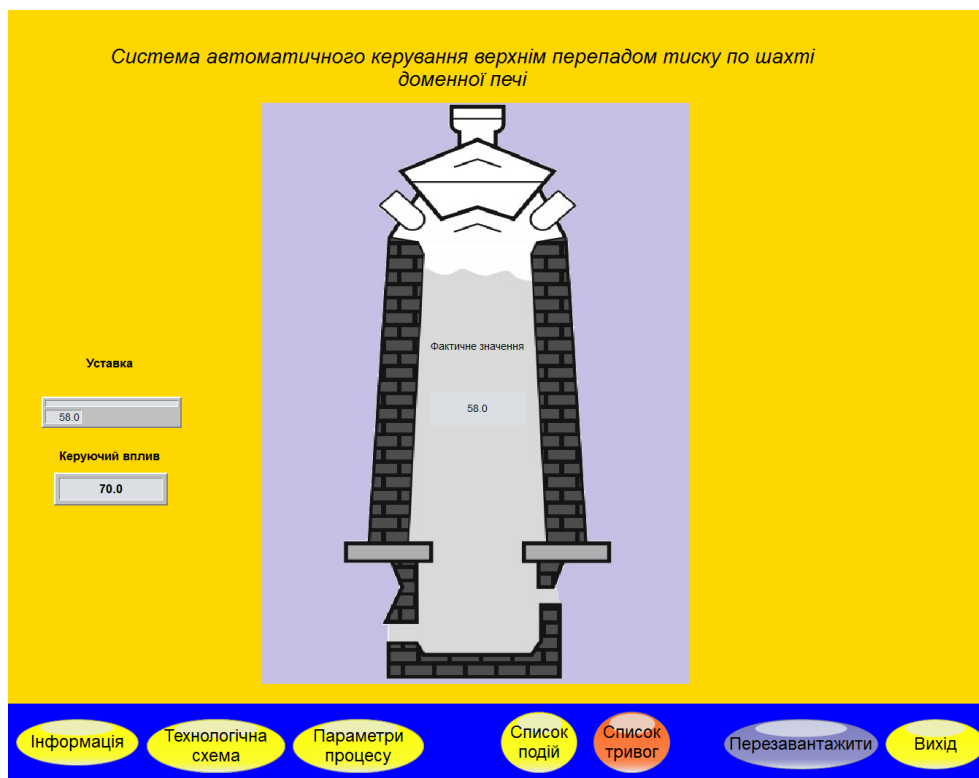 Система автоматичного керування верхнім перепадом тиску по шахті
доменної печі
Фактичне значення
58.0
Уставка
58.0
Керуючий вплив
70.0
Інформація
Технологічна
схема
Параметри
процесу
Список
подій
Список
тривог
Перезавантажити
Вихід